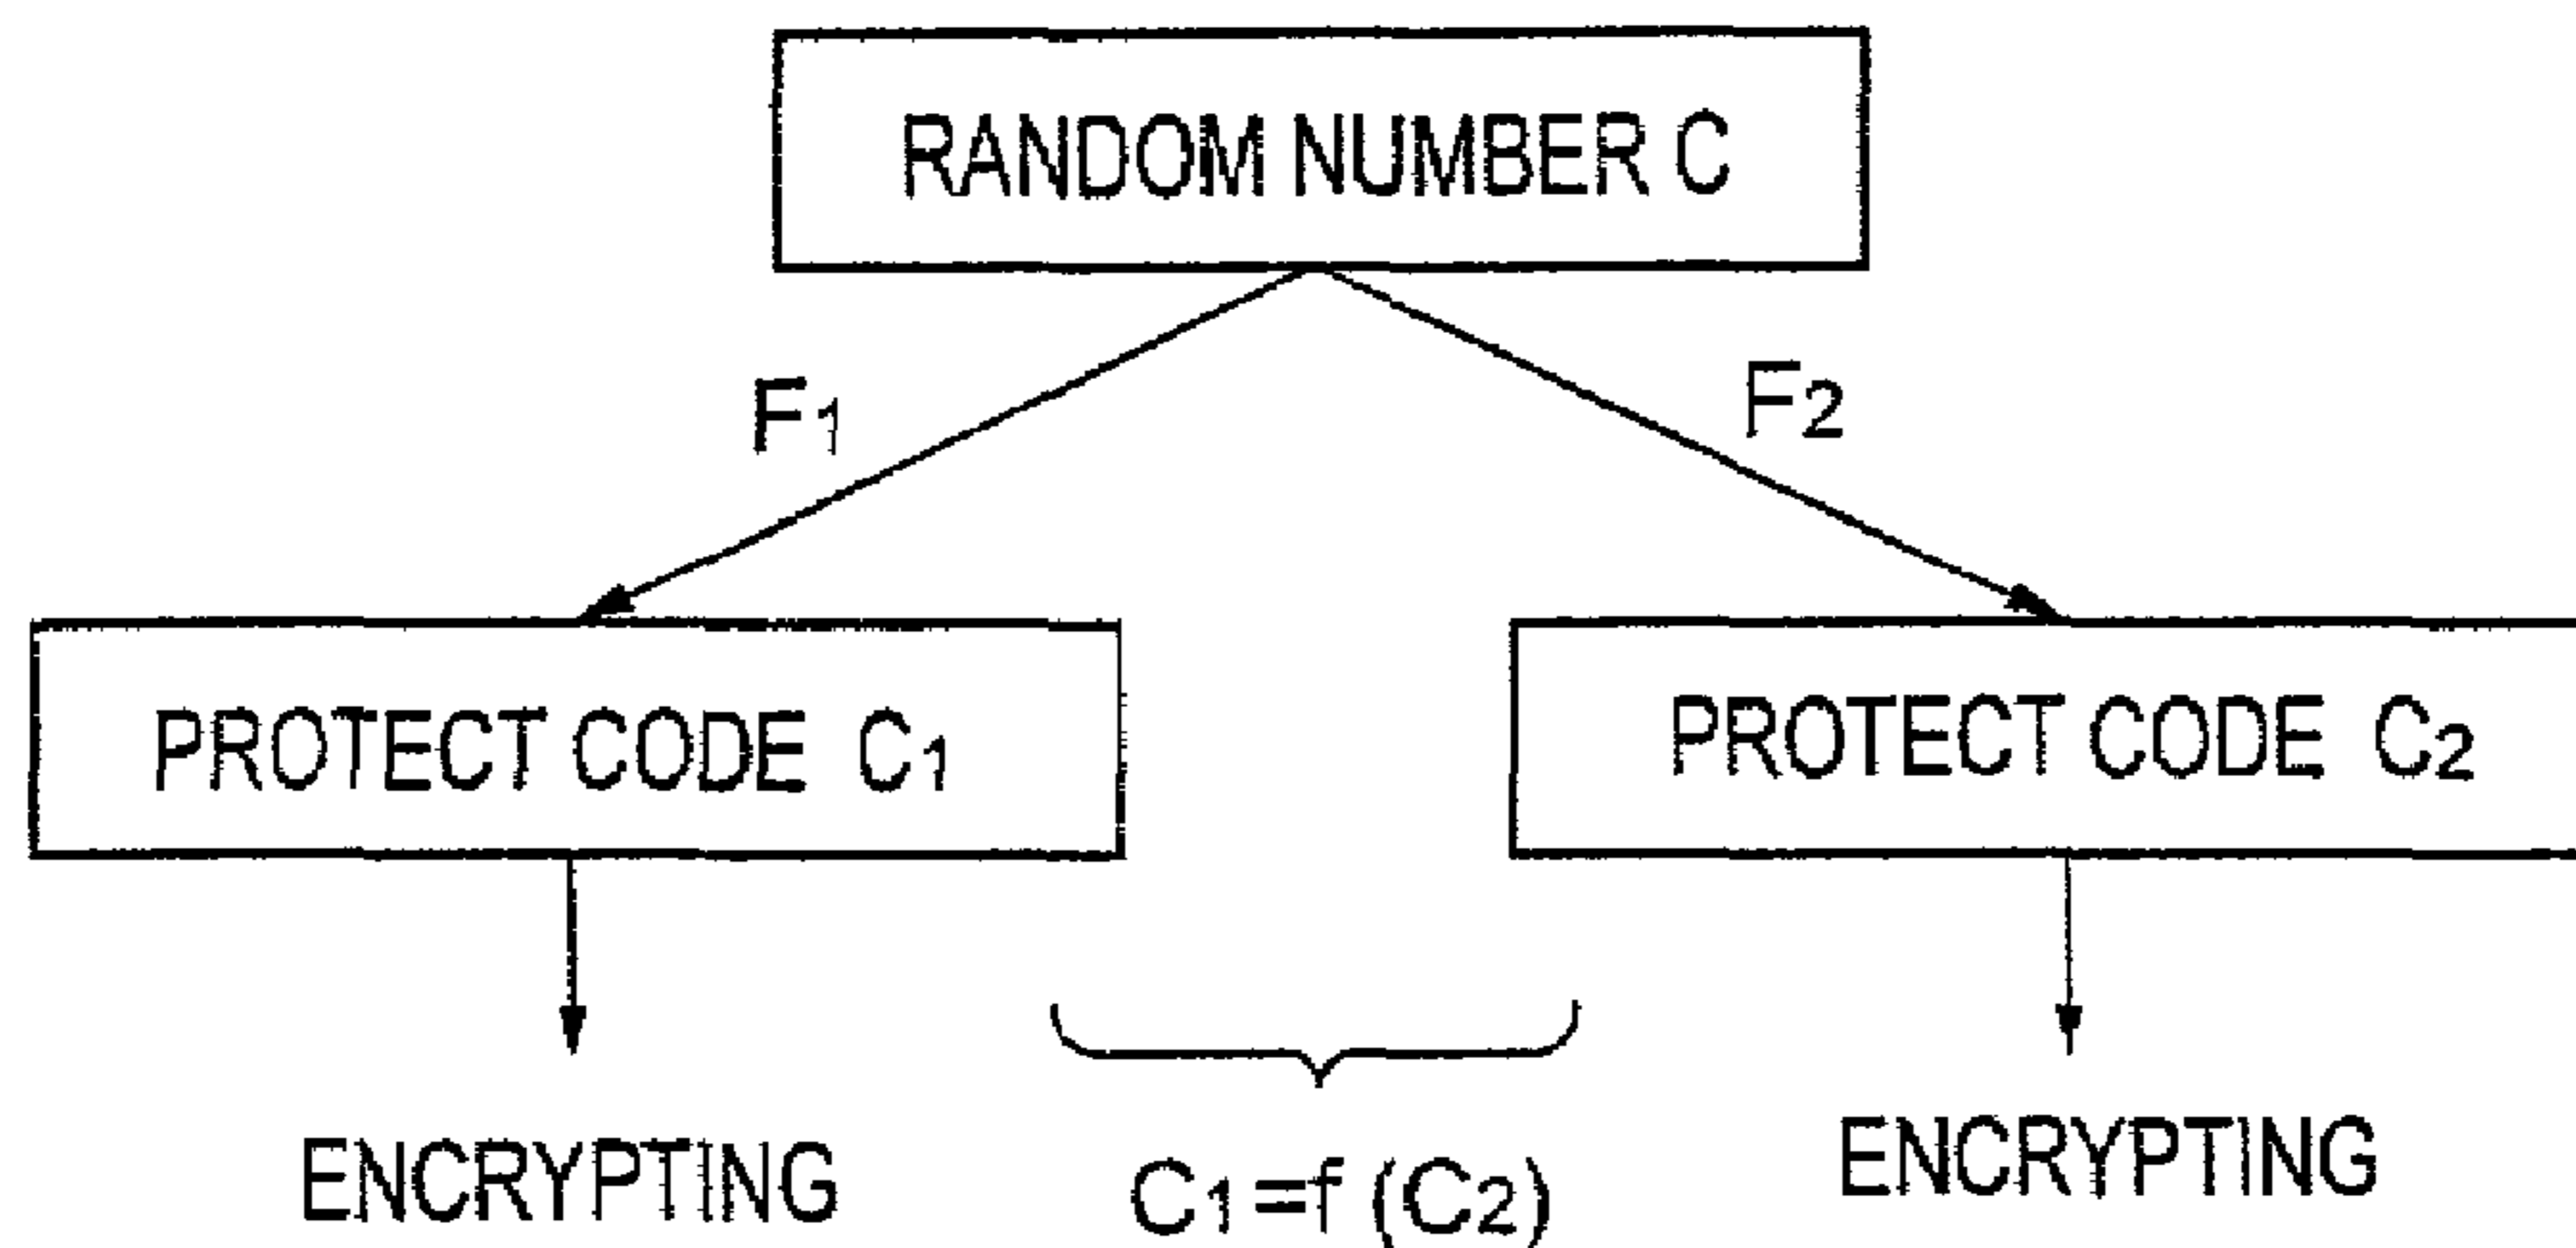 RANDOM NUMBER C
F1
F2
PROTECT CODE C1
PROTECT CODE C2
ENCRYPTING
C1=f (C2)
ENCRYPTING